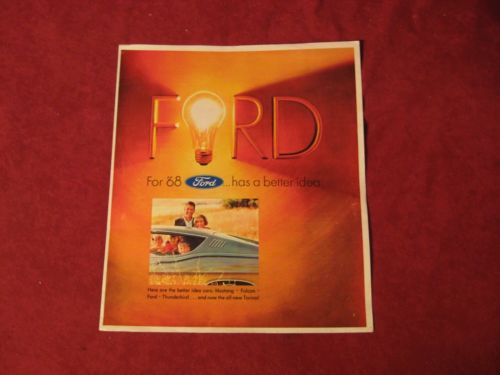 FORD
For '68 Ford ...has a better idea
Here are the better idea cars: Mustang • Falcon •
Ford • Thunderbird . . . and now the all-new Torino!